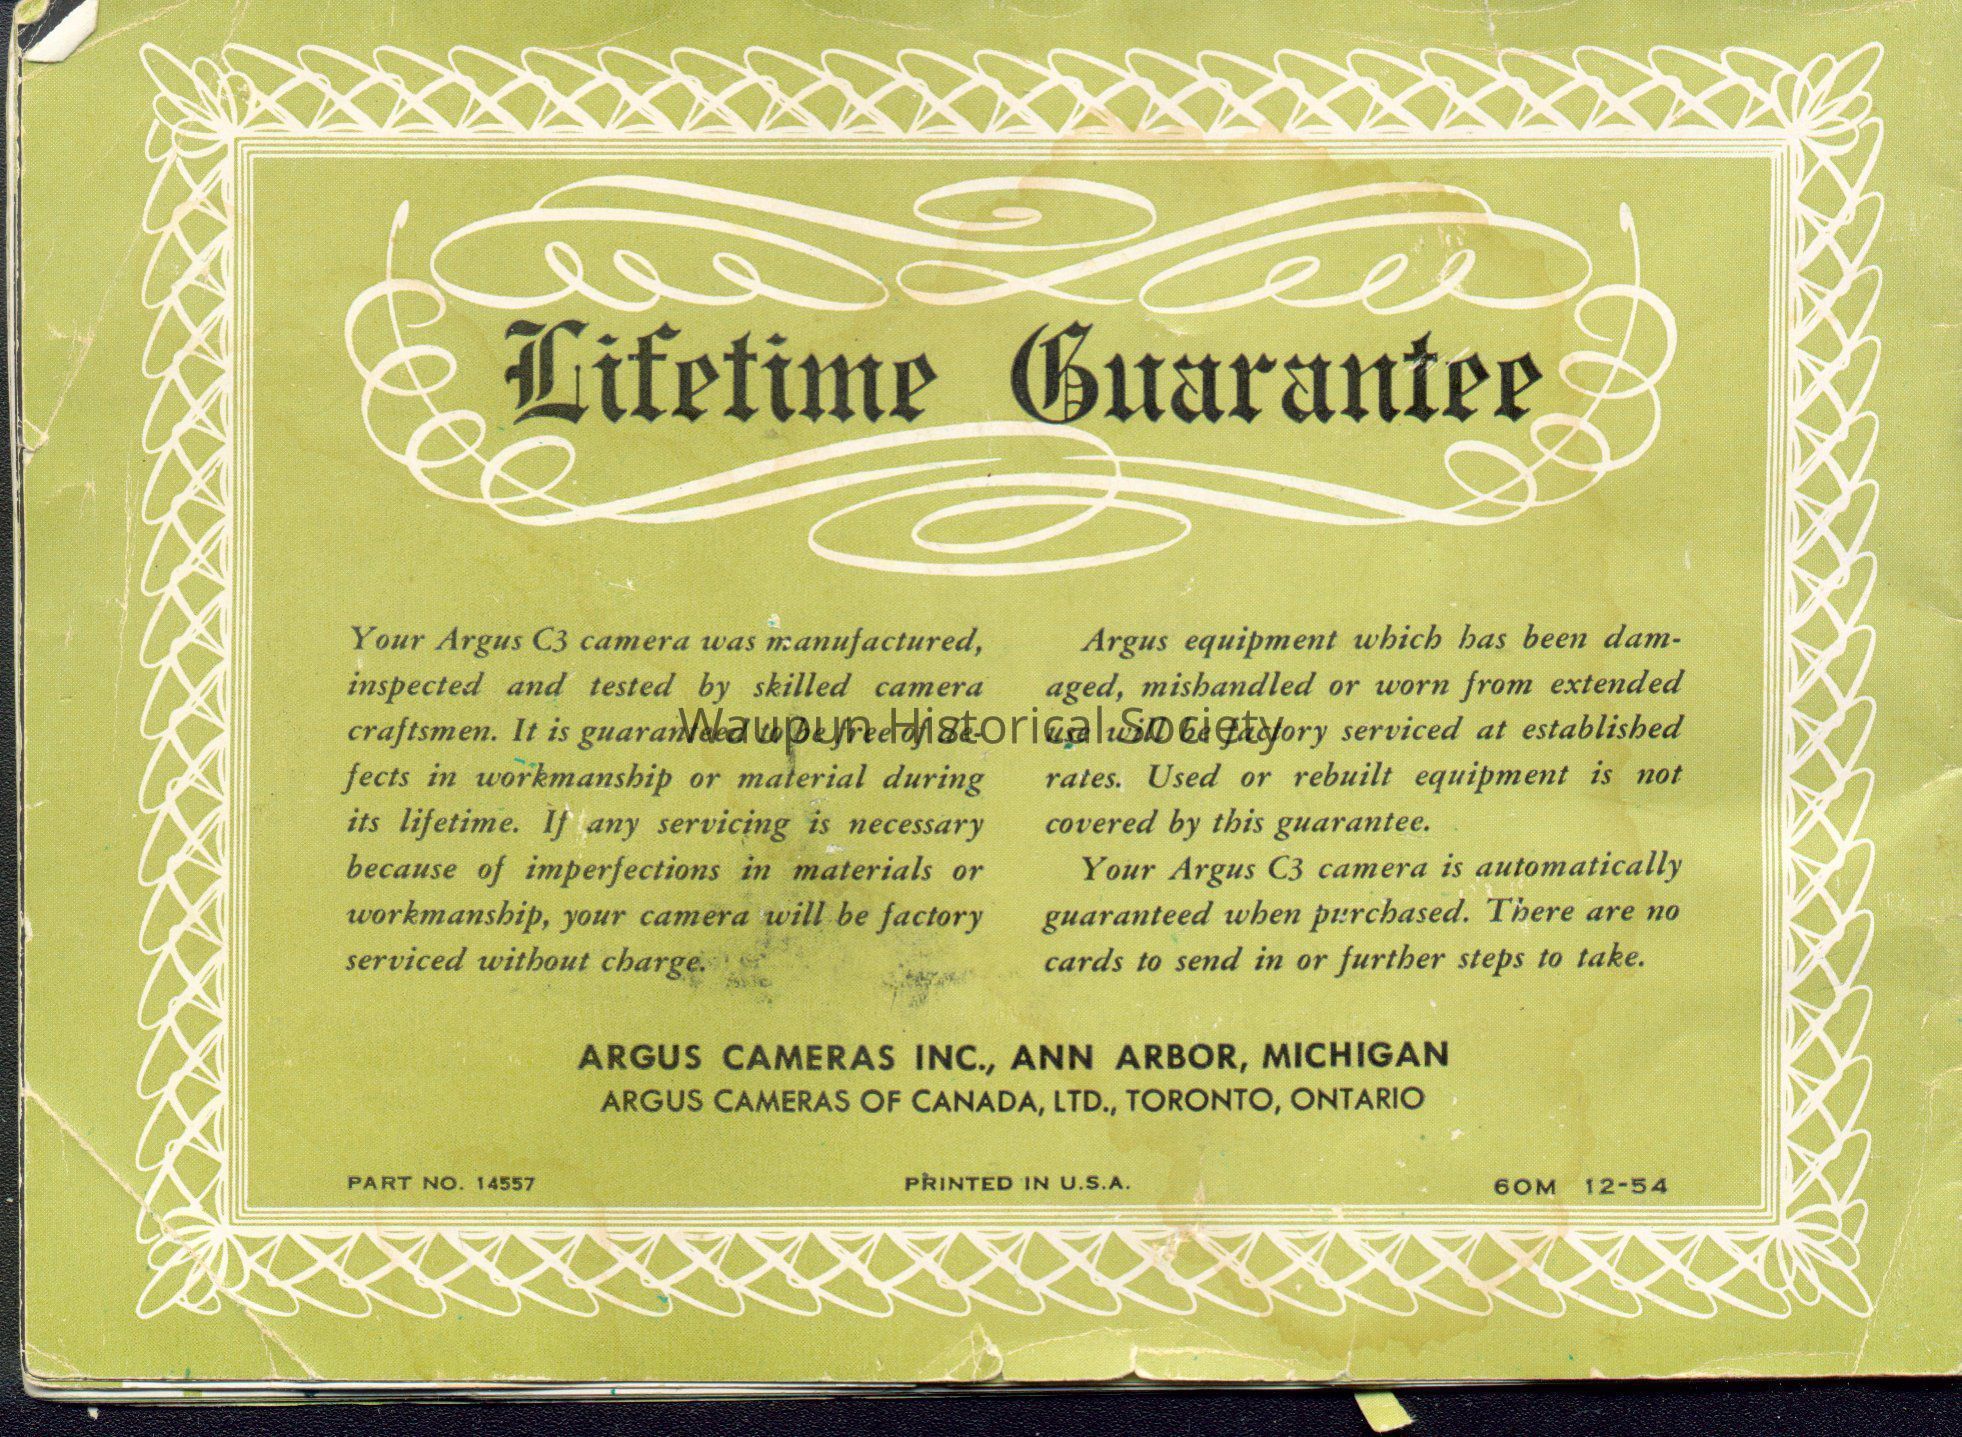 Lifetime Guarantee
Your Argus C3 camera was manufactured,
inspected and tested by skilled camera
craftsmen. It is guaranteed to be free of de-
fects in workmanship or material during
its lifetime. If any servicing is necessary
because of imperfections in materials or
workmanship, your camera will be factory
serviced without charge.
Argus equipment which has been dam-
aged, mishandled or worn from extended
use will be factory serviced at established
rates. Used or rebuilt equipment is not
covered by this guarantee.
Your Argus C3 camera is automatically
guaranteed when purchased. There are no
cards to send in or further steps to take.
Waupun Historical Society
ARGUS CAMERAS INC., ANN ARBOR, MICHIGAN
ARGUS CAMERAS OF CANADA, LTD., TORONTO, ONTARIO
PART NO. 14557
PRINTED IN U.S.A.
60M 12-54